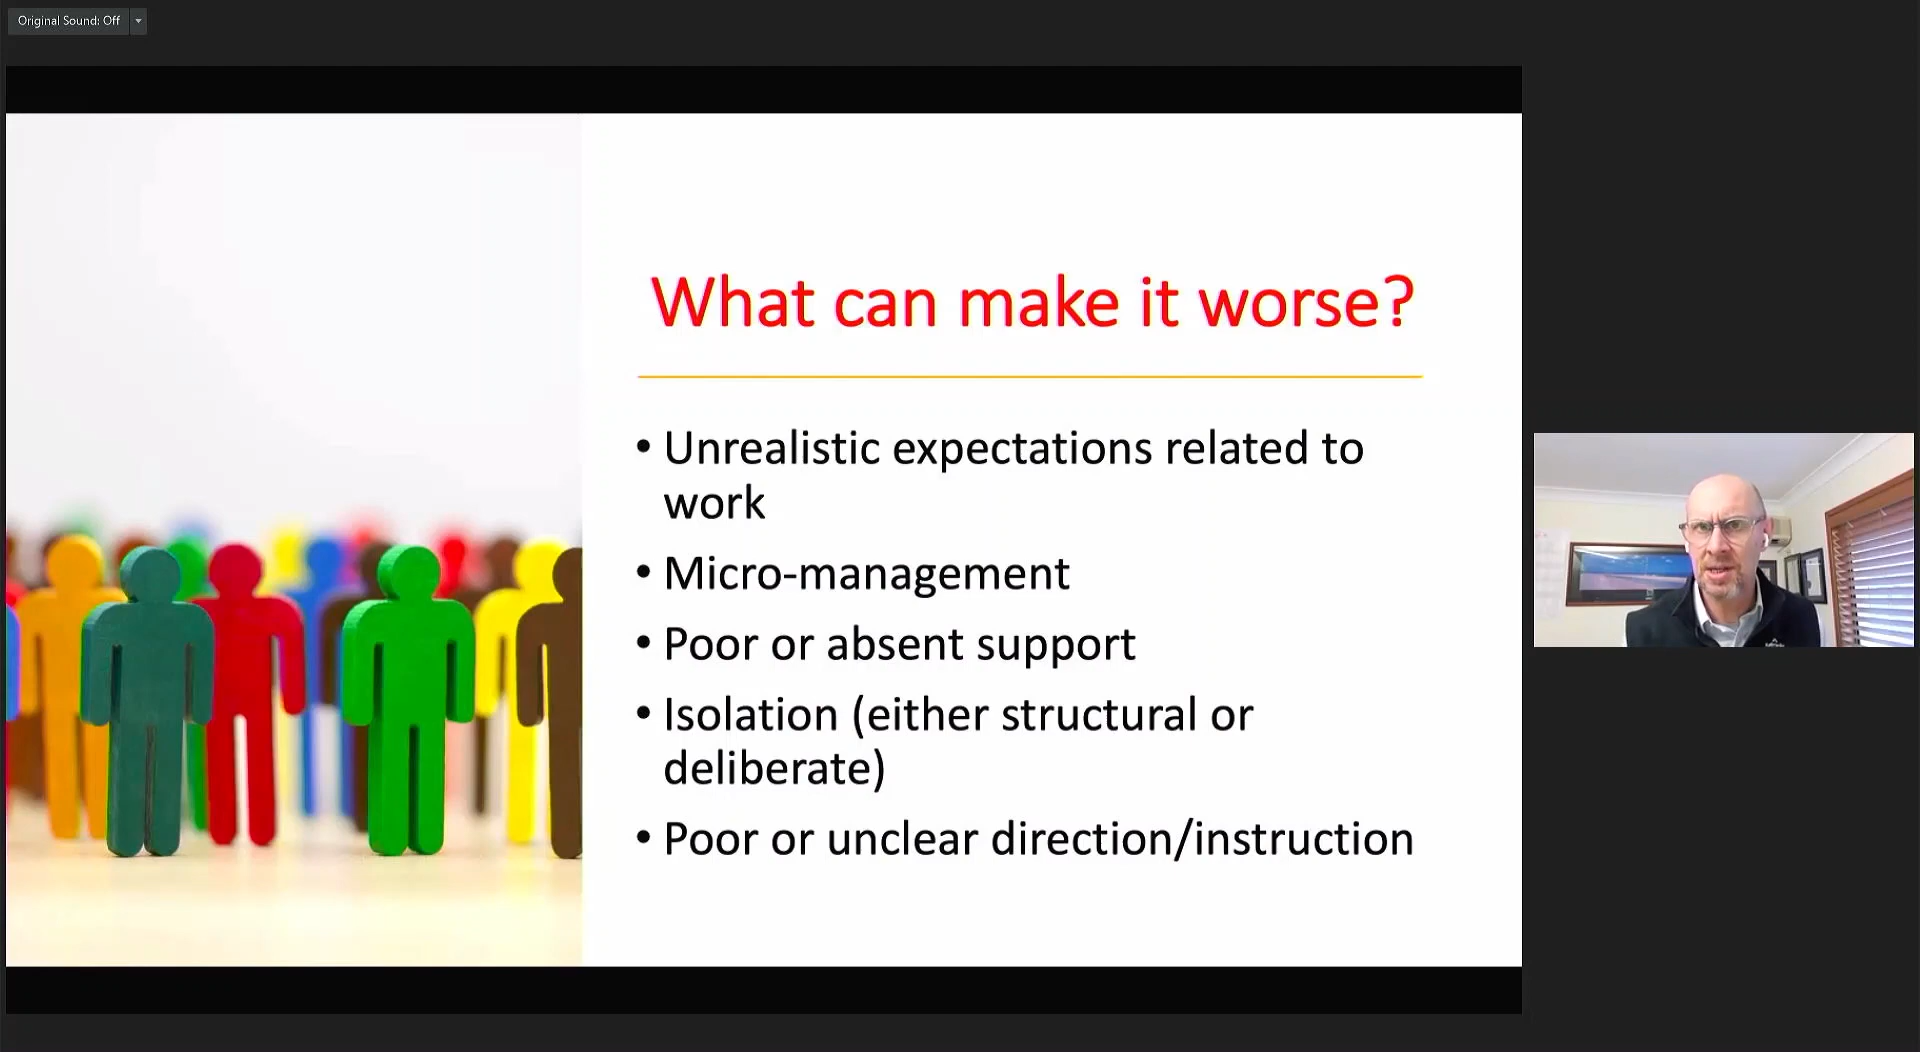 Original Sound: Off
What can make it worse?
• Unrealistic expectations related to
work
• Micro-management
• Poor or absent support
• Isolation (either structural or
deliberate)
• Poor or unclear direction/instruction